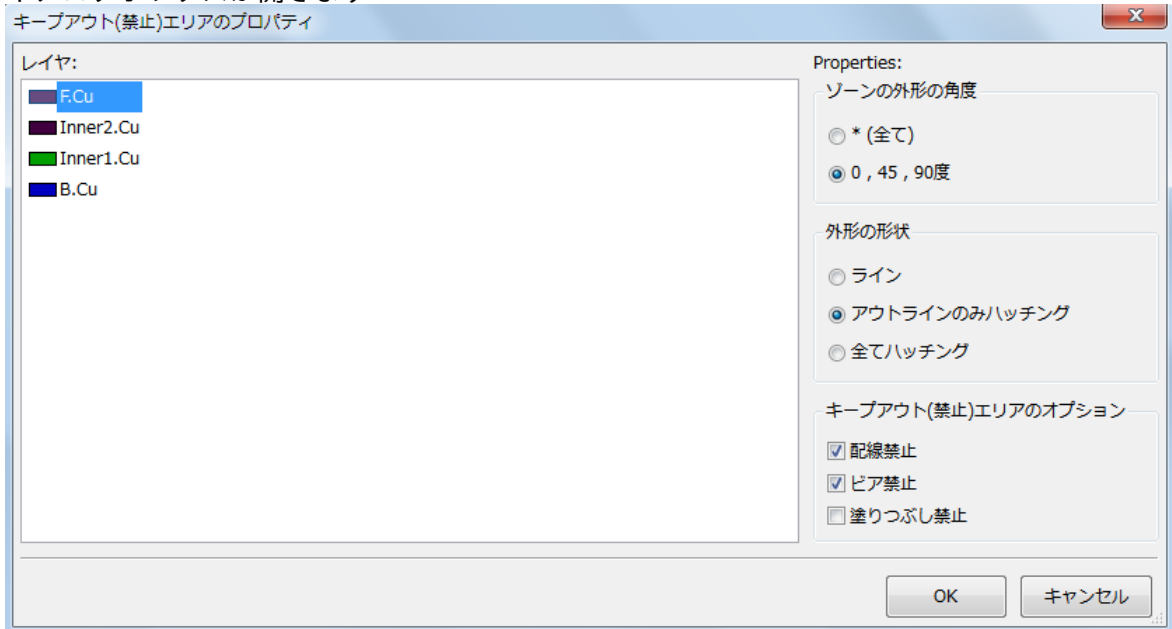 キープアウト(禁止)エリアのプロパティ
レイヤ:
F.Cu
Inner2.Cu
Inner1.Cu
B.Cu
Properties:
ゾーンの外形の角度
* (全て)
0 , 45 , 90度
外形の形状
ライン
アウトラインのみハッチング
全てハッチング
キープアウト(禁止)エリアのオプション
配線禁止
ビア禁止
塗りつぶし禁止
OK
キャンセル